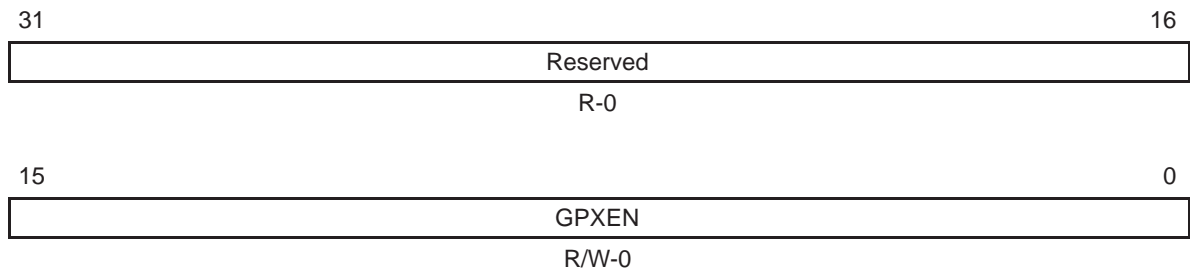 31 16
Reserved
R-0
15 0
GPXEN
R/W-0